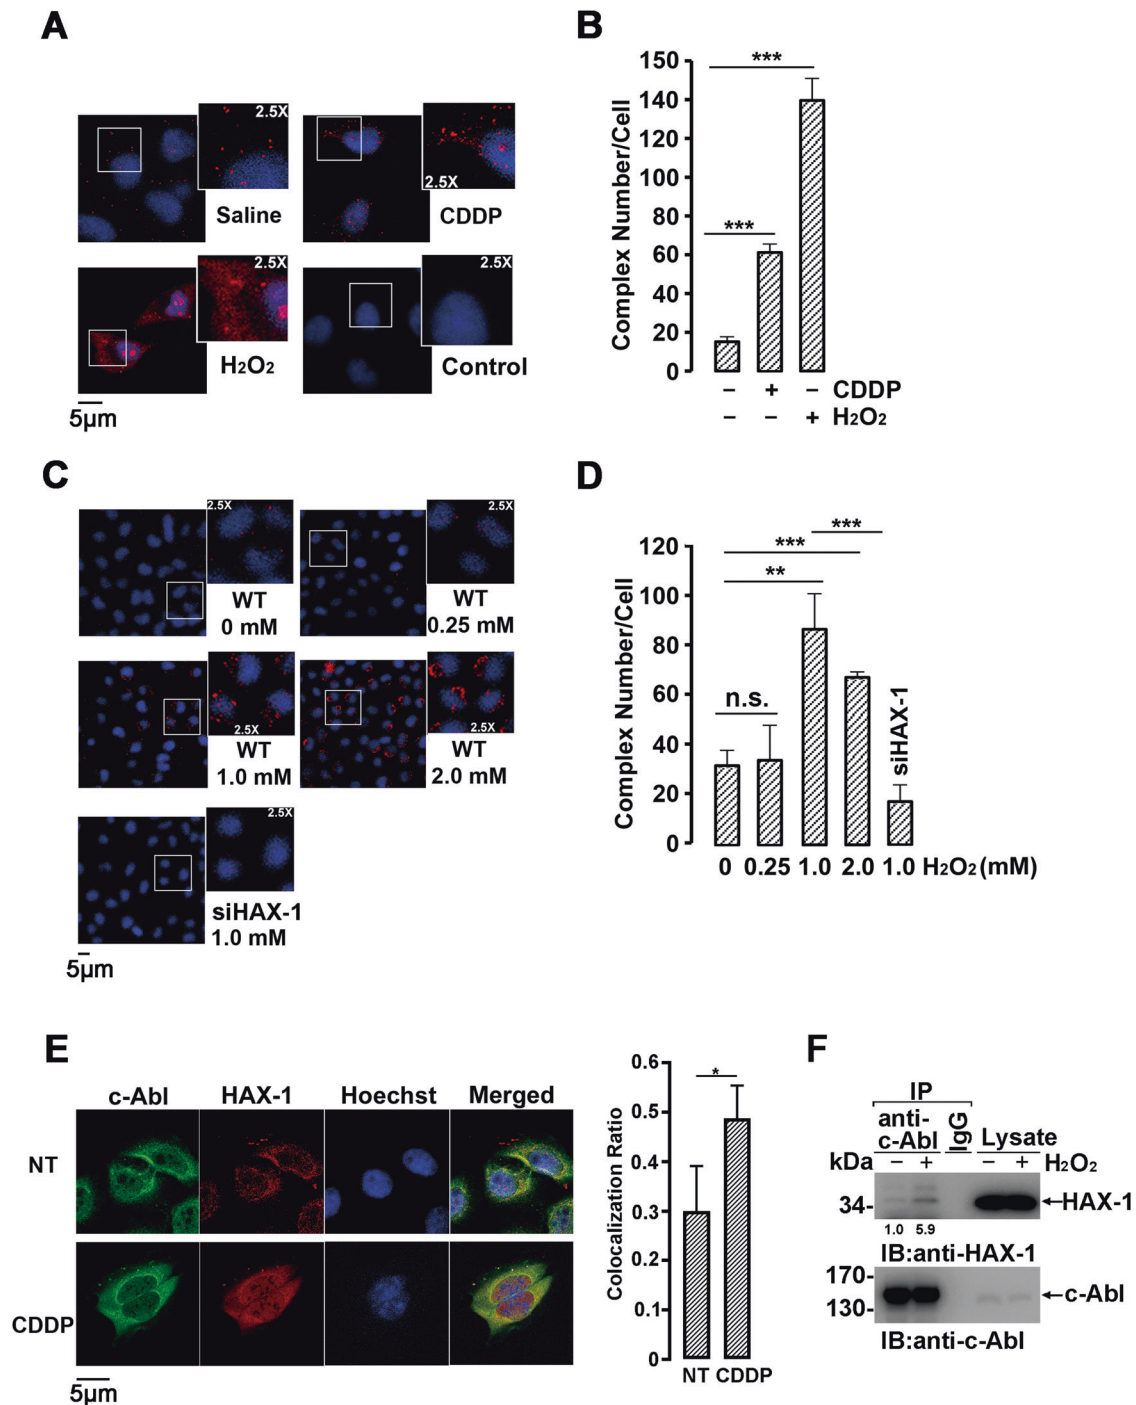 A
2.5X
Saline
2.5X
CDDP
2.5X
H2O2
2.5X
Control
5µm
B
Complex Number/Cell
150
140
150
100
80
60
40
20
0
***
***
– + – CDDP
– – + H2O2
C
2.5X
WT
0 mM
2.5X
WT
0.25 mM
2.5X
WT
1.0 mM
2.5X
WT
2.0 mM
2.5X
siHAX-1
1.0 mM
5µm
D
Complex Number/Cell
120
100
80
60
40
20
0
***
***
**
n.s.
siHAX-1
0 0.25 1.0 2.0 1.0 H2O2 (mM)
E
c-Abl HAX-1 Hoechst Merged
NT
CDDP
5µm
Colocalization Ratio
0.6
0.5
0.4
0.3
0.2
0.1
0
*
NT CDDP
F
IP
anti-
c-Abl
IgG
Lysate
kDa – + – + H2O2
34- HAX-1
1.0 5.9
IB:anti-HAX-1
170-
130-
c-Abl
IB:anti-c-Abl